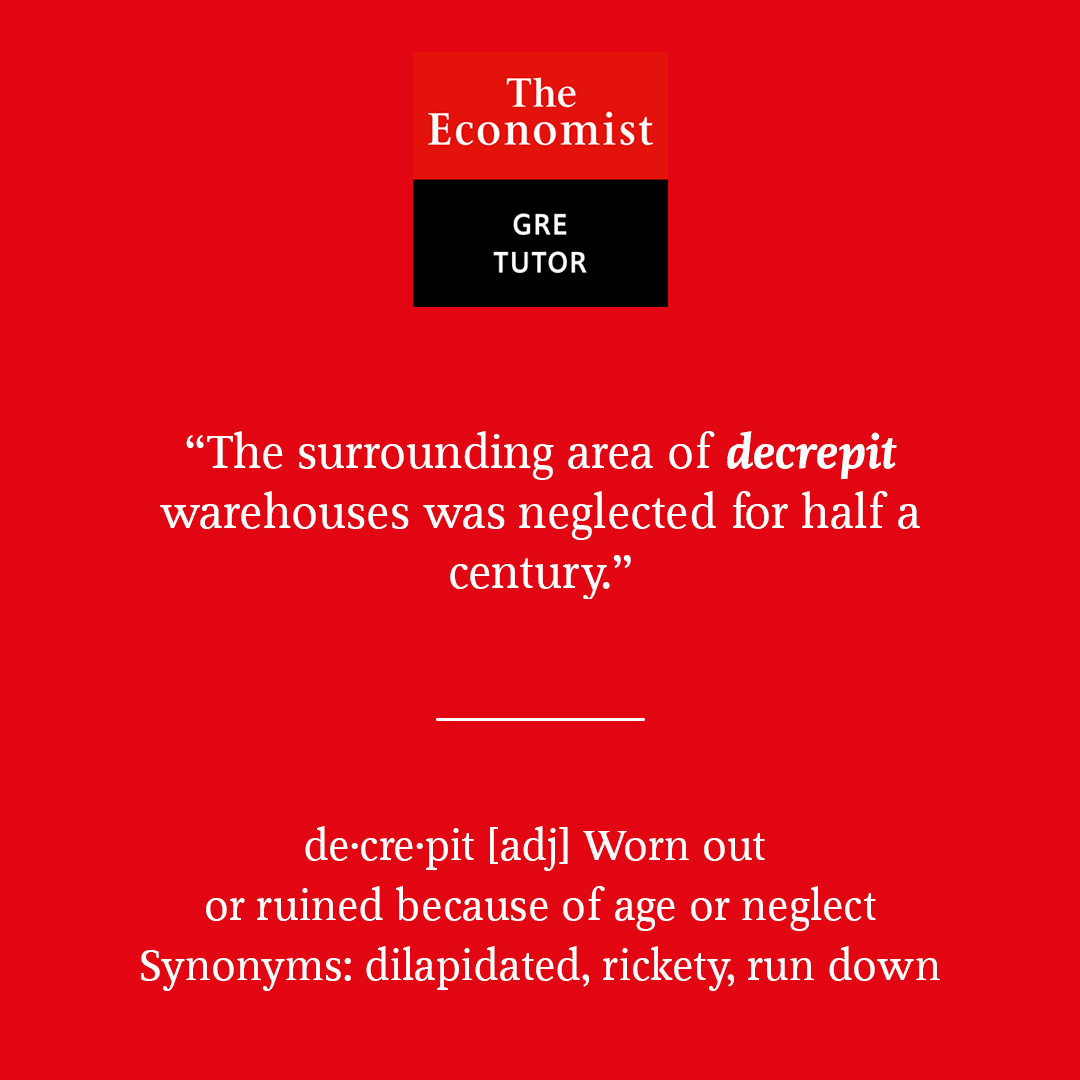 The
Economist
GRE
TUTOR
“The surrounding area of decrepit
warehouses was neglected for half a
century.”
de·cre·pit [adj] Worn out
or ruined because of age or neglect
Synonyms: dilapidated, rickety, run down